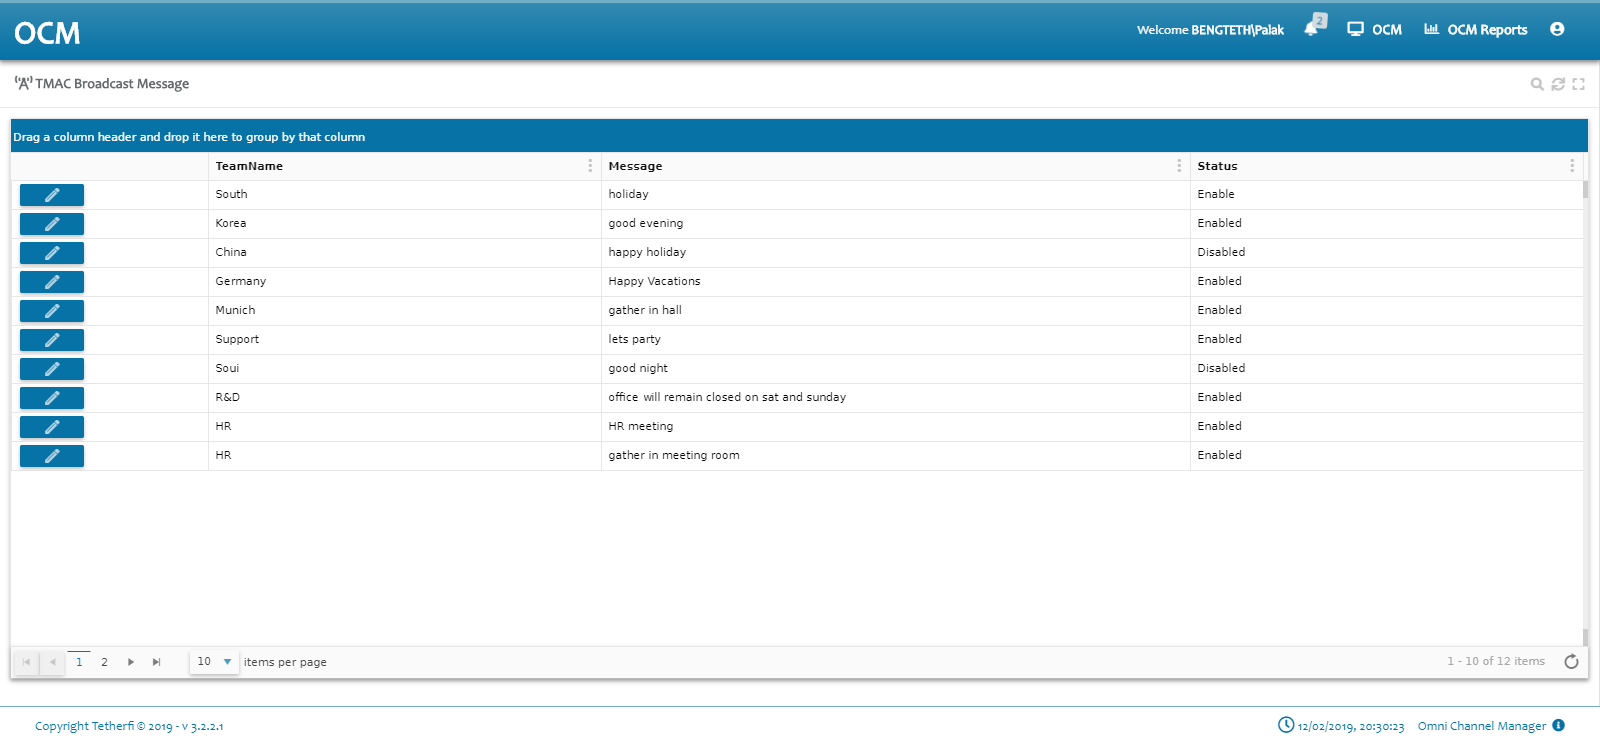 OCM
Welcome BENGTETH\Palak 2 OCM OCM Reports
TMAC Broadcast Message
Drag a column header and drop it here to group by that column
TeamName Message Status
South holiday Enable
Korea good evening Enabled
China happy holiday Disabled
Germany Happy Vacations Enabled
Munich gather in hall Enabled
Support lets party Enabled
Soui good night Disabled
R&D office will remain closed on sat and sunday Enabled
HR HR meeting Enabled
HR gather in meeting room Enabled
1 2 10 items per page 1 - 10 of 12 items
Copyright Tetherfi © 2019 - v 3.2.2.1 12/02/2019, 20:30:23 Omni Channel Manager